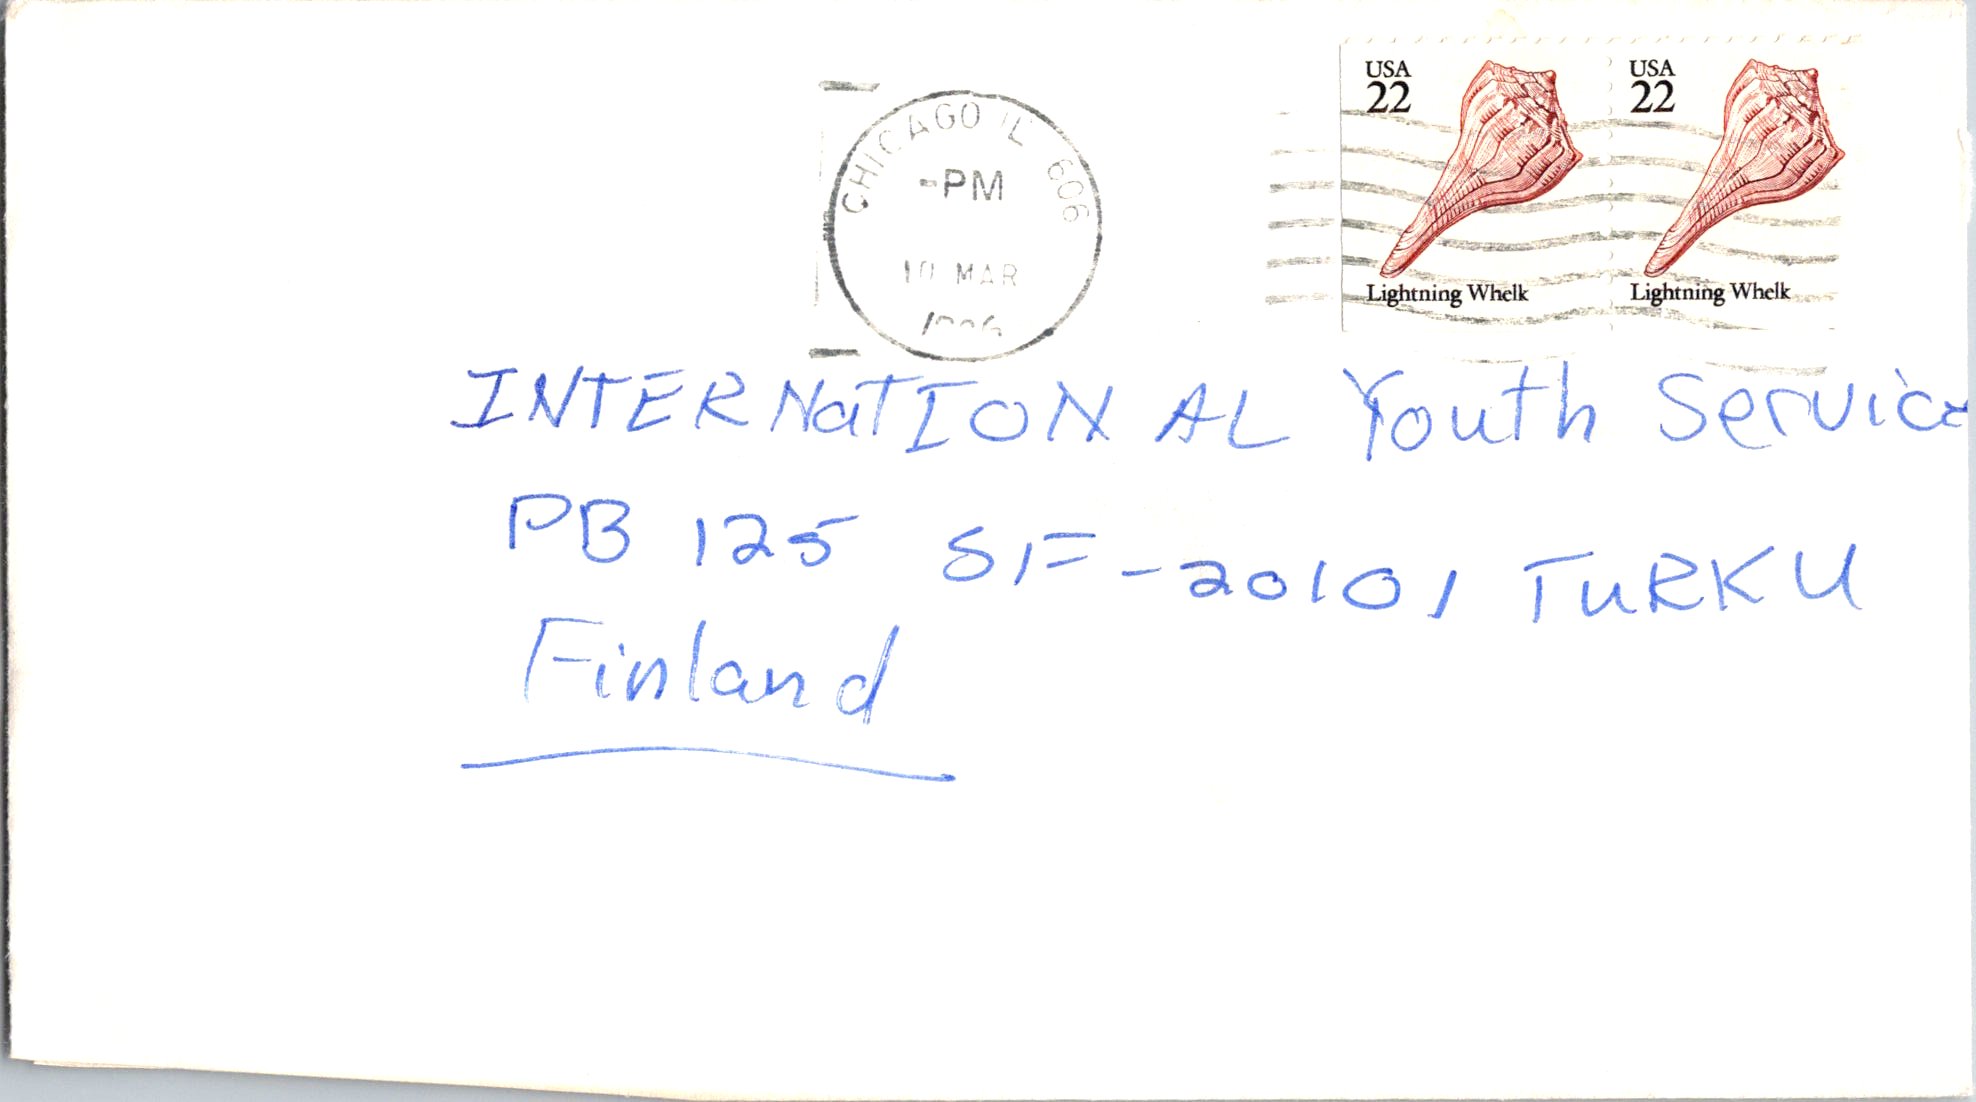 USA
22
Lightning Whelk
USA
22
Lightning Whelk
CHICAGO IL 606
-PM
10 MAR
INTERNaTIONAL Youth Service
PB 125 SF-20101 TuRKU
Finland